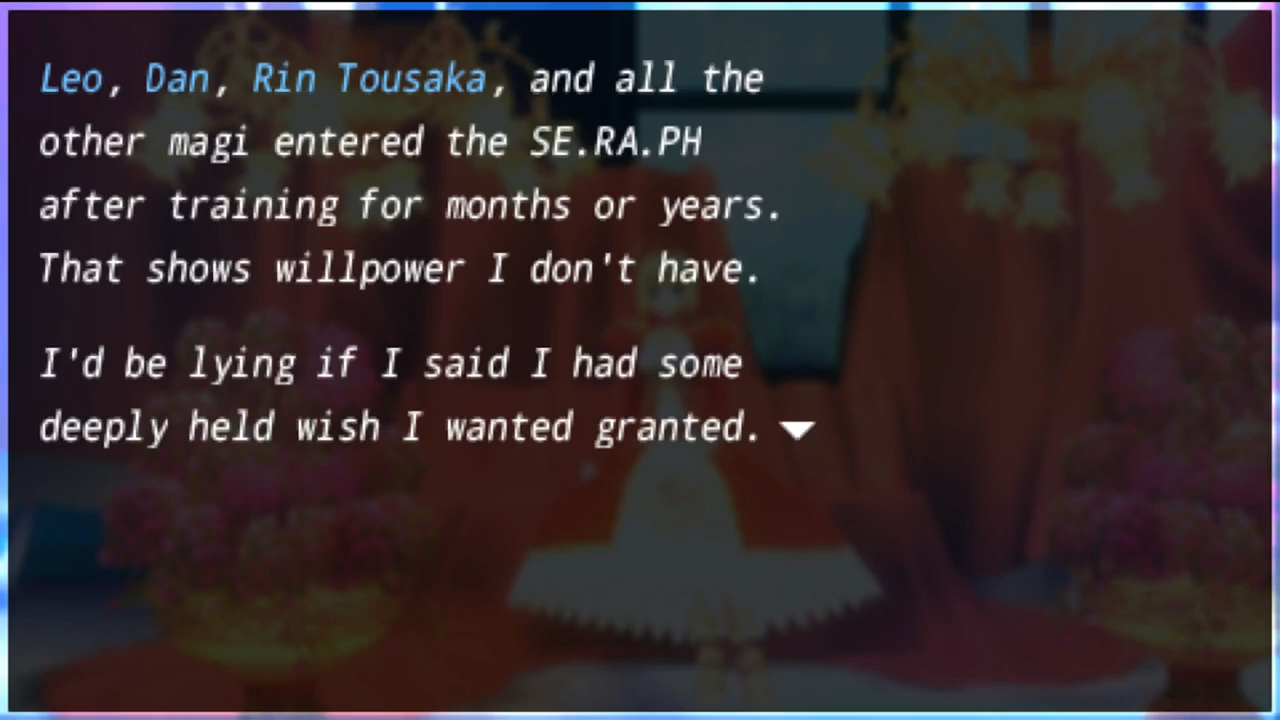 Leo, Dan, Rin Tousaka, and all the
other magi entered the SE.RA.PH
after training for months or years.
That shows willpower I don't have.
I'd be lying if I said I had some
deeply held wish I wanted granted.